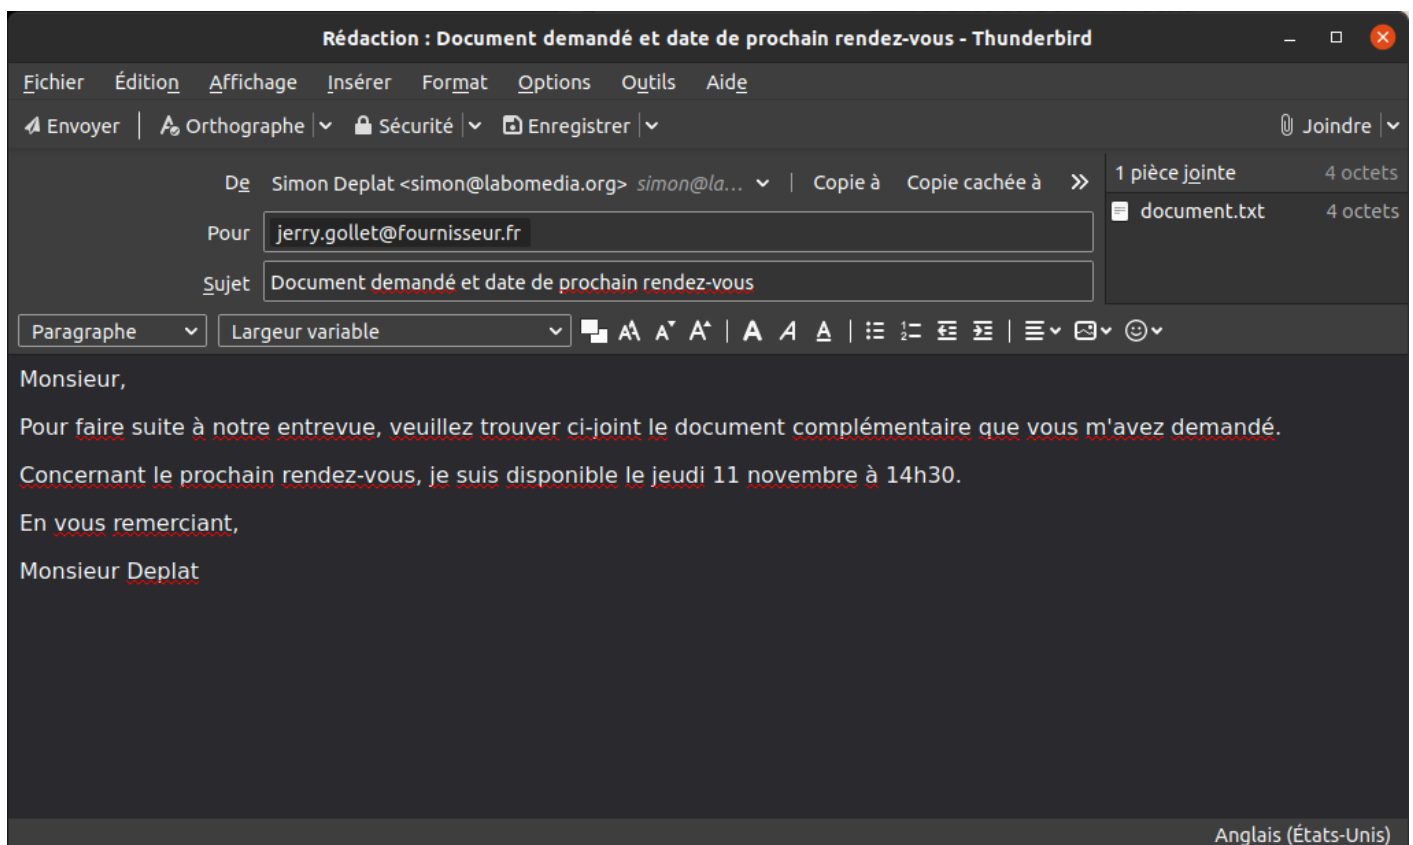 Rédaction : Document demandé et date de prochain rendez-vous - Thunderbird
Fichier Édition Affichage Insérer Format Options Outils Aide
Envoyer Orthographe Sécurité Enregistrer Joindre
De Simon Deplat <simon@labomedia.org> simon@la... Copie à Copie cachée à
1 pièce jointe 4 octets
document.txt 4 octets
Pour jerry.gollet@fournisseur.fr
Sujet Document demandé et date de prochain rendez-vous
Paragraphe Largeur variable
Monsieur,
Pour faire suite à notre entrevue, veuillez trouver ci-joint le document complémentaire que vous m'avez demandé.
Concernant le prochain rendez-vous, je suis disponible le jeudi 11 novembre à 14h30.
En vous remerciant,
Monsieur Deplat
Anglais (États-Unis)